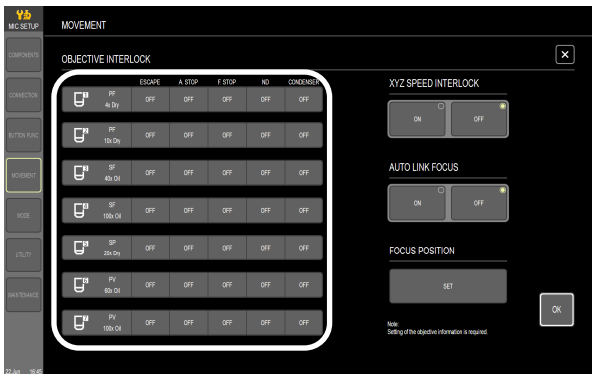 MIC SETUP
MOVEMENT
COMPONENTS
CONNECTION
BUTTON FUNC
MOVEMENT
MODE
UTILITY
MAINTENANCE
22.Jun 16:45
OBJECTIVE INTERLOCK
ESCAPE A. STOP F. STOP ND CONDENSER
1 PF 4x Dry OFF OFF OFF OFF OFF
2 PF 10x Dry OFF OFF OFF OFF OFF
3 SF 40x Oil OFF OFF OFF OFF OFF
4 SF 100x Oil OFF OFF OFF OFF OFF
5 SP 20x Dry OFF OFF OFF OFF OFF
6 PV 60x Oil OFF OFF OFF OFF OFF
7 PV 100x Oil OFF OFF OFF OFF OFF
XYZ SPEED INTERLOCK
ON OFF
AUTO LINK FOCUS
ON OFF
FOCUS POSITION
SET
Note:
Setting of the objective information is required.
OK